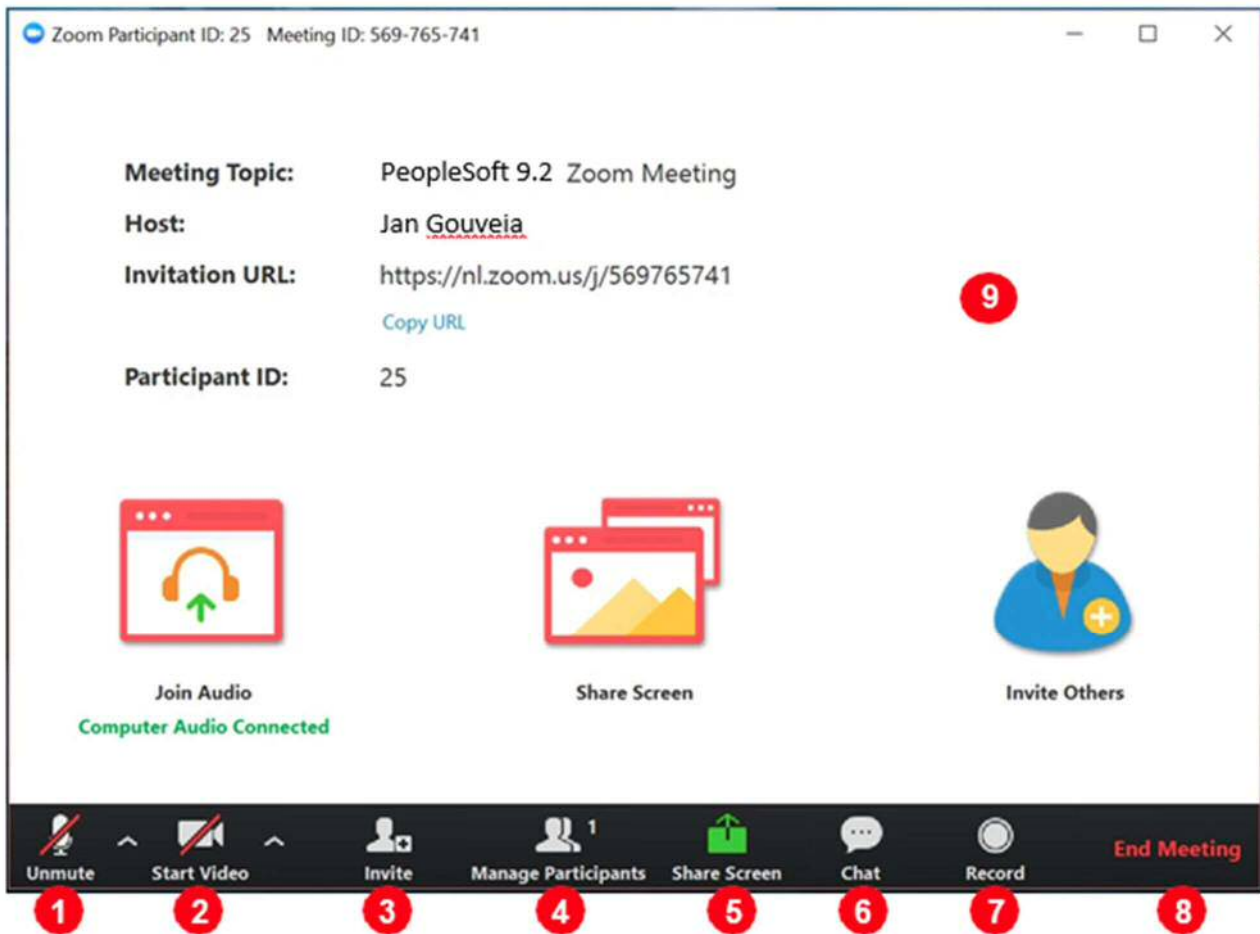 Zoom Participant ID: 25 Meeting ID: 569-765-741
Meeting Topic: PeopleSoft 9.2 Zoom Meeting
Host: Jan Gouveia
Invitation URL: https://nl.zoom.us/j/569765741
9
Copy URL
Participant ID: 25
Join Audio Share Screen Invite Others
Computer Audio Connected
1
End Meeting
Unmute Start Video Invite Manage Participants Share Screen Chat Record
1 2 3 4 5 6 7 8